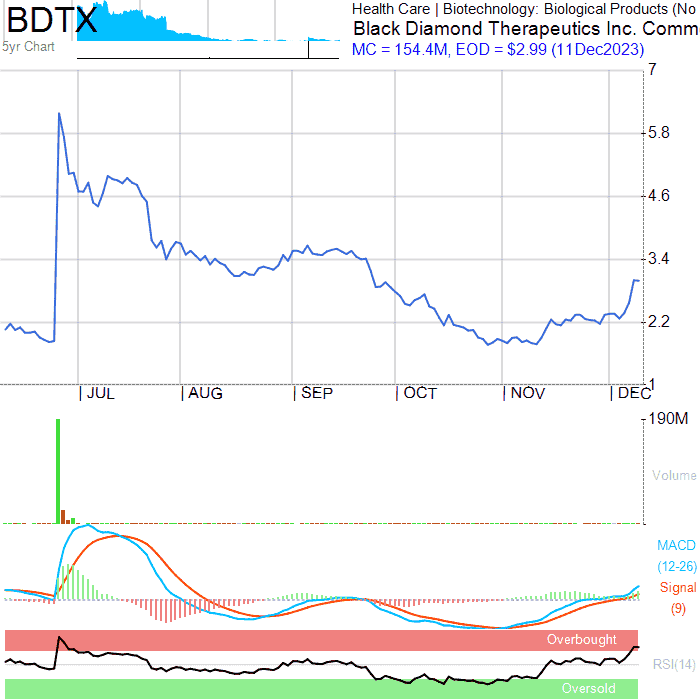 BDTX
5yr Chart
Health Care | Biotechnology: Biological Products (No
Black Diamond Therapeutics Inc. Comm
MC = 154.4M, EOD = $2.99 (11Dec2023)
7
5.8
4.6
3.4
2.2
1
JUL
AUG
SEP
OCT
NOV
DEC
190M
Volume
MACD
(12-26)
Signal
(9)
Overbought
RSI(14)
Oversold